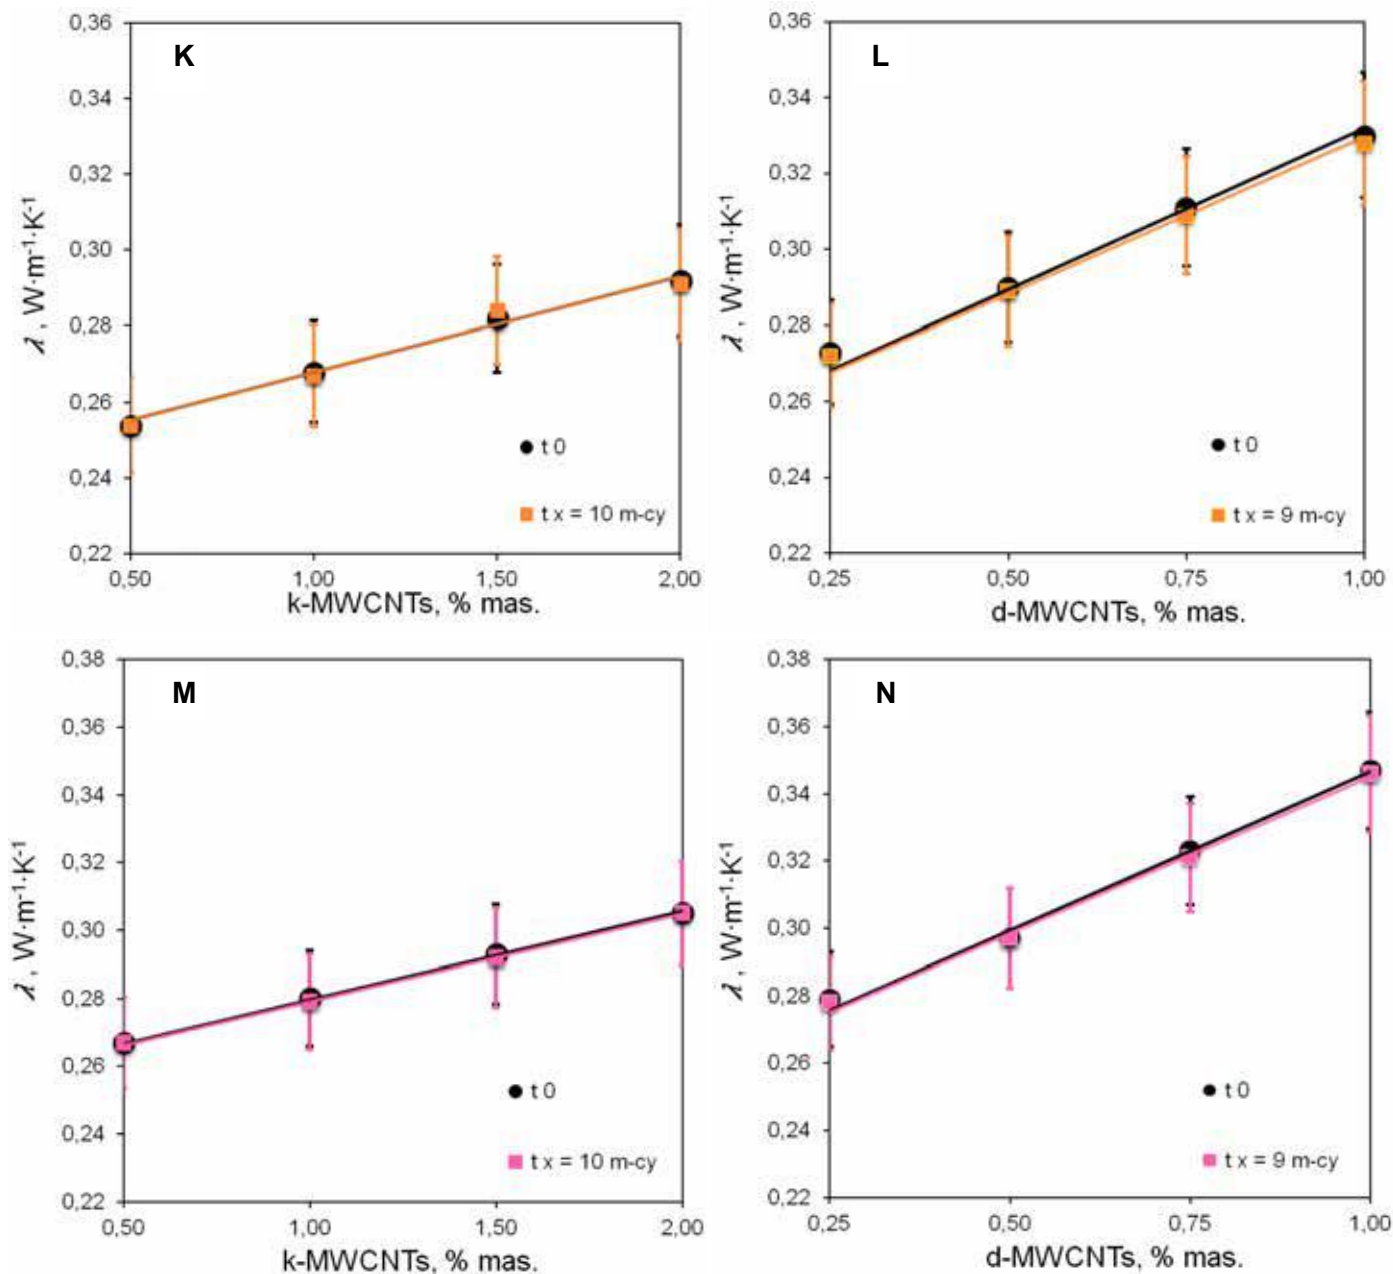 K
0,36
0,34
0,32
0,30
0,28
0,26
0,24
0,22
λ, W·m⁻¹·K⁻¹
t 0
t x = 10 m-cy
0,50 1,00 1,50 2,00
k-MWCNTs, % mas.
L
0,36
0,34
0,32
0,30
0,28
0,26
0,24
0,22
λ, W·m⁻¹·K⁻¹
t 0
t x = 9 m-cy
0,25 0,50 0,75 1,00
d-MWCNTs, % mas.
M
0,38
0,36
0,34
0,32
0,30
0,28
0,26
0,24
0,22
λ, W·m⁻¹·K⁻¹
t 0
t x = 10 m-cy
0,50 1,00 1,50 2,00
k-MWCNTs, % mas.
N
0,38
0,36
0,34
0,32
0,30
0,28
0,26
0,24
0,22
λ, W·m⁻¹·K⁻¹
t 0
t x = 9 m-cy
0,25 0,50 0,75 1,00
d-MWCNTs, % mas.